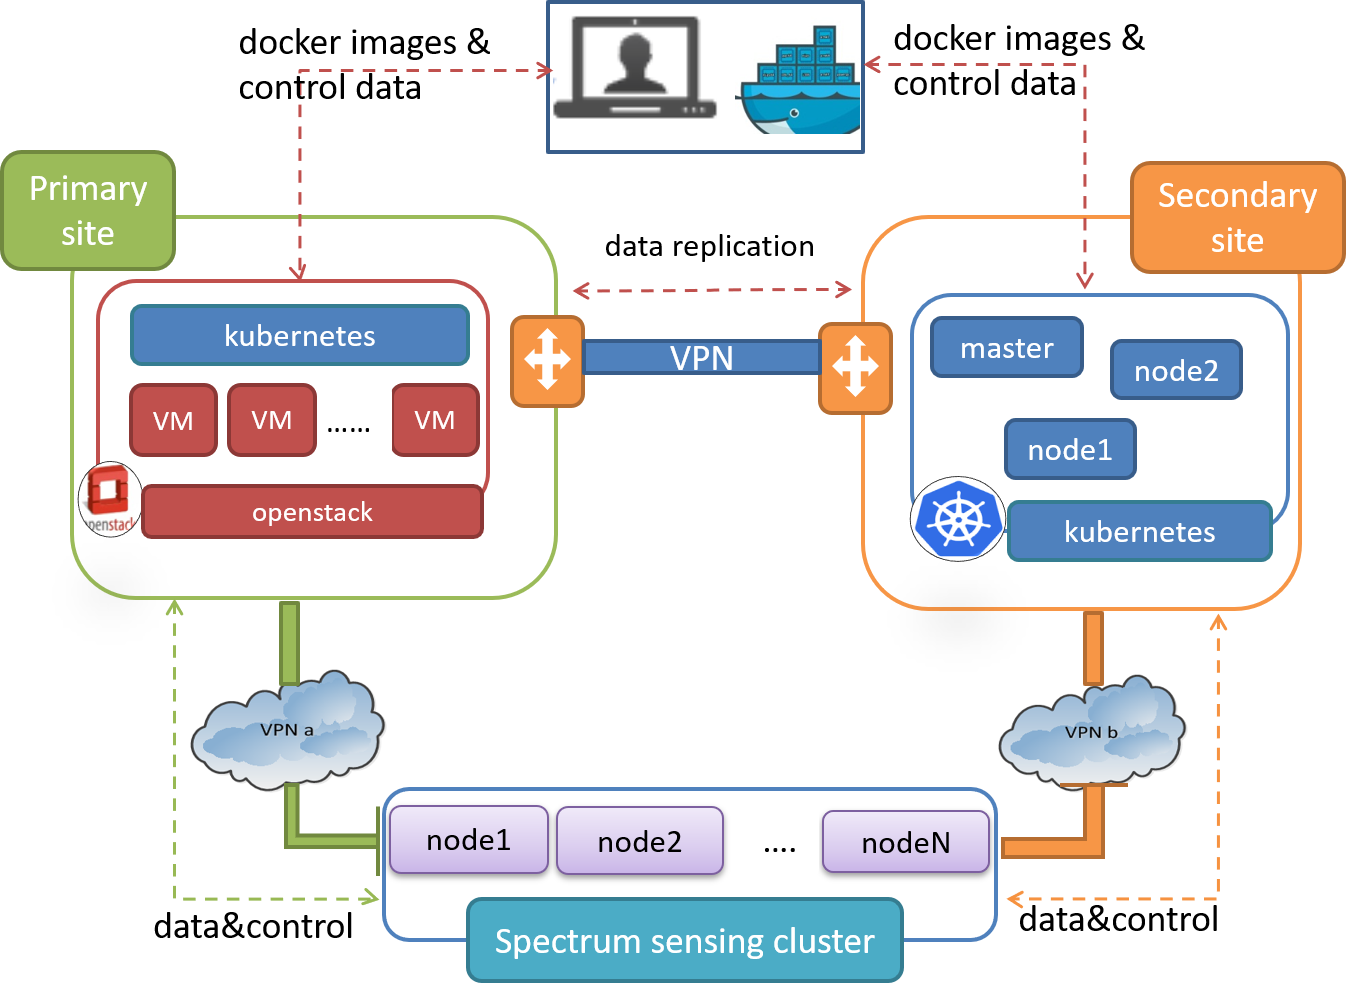 docker images &
control data
docker images &
control data
Primary
site
Secondary
site
data replication
kubernetes
VM
VM
......
VM
openstack
openstack
VPN
master
node2
node1
kubernetes
VPN a
VPN b
node1
node2
....
nodeN
data&control
data&control
Spectrum sensing cluster